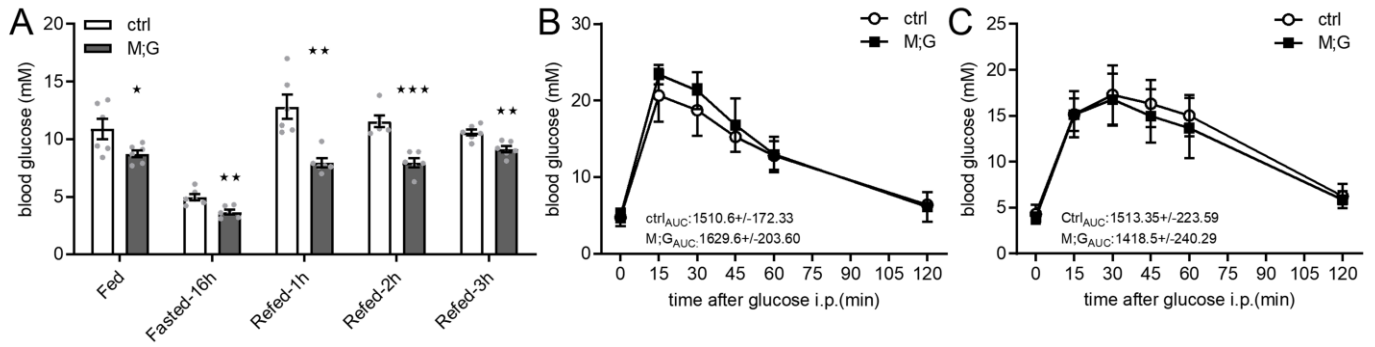 A
ctrl
M;G
blood glucose (mM)
20
15
10
5
0
★
★★
★★
★★★
★★
Fed
Fasted-16h
Refed-1h
Refed-2h
Refed-3h
B
ctrl
M;G
blood glucose (mM)
30
20
10
0
ctrlAUC:1510.6+/-172.33
M;GAUC:1629.6+/-203.60
0 15 30 45 60 75 90 105 120
time after glucose i.p.(min)
C
ctrl
M;G
blood glucose (mM)
25
20
15
10
5
0
CtrlAUC:1513.35+/-223.59
M;GAUC:1418.5+/-240.29
0 15 30 45 60 75 90 105 120
time after glucose i.p.(min)